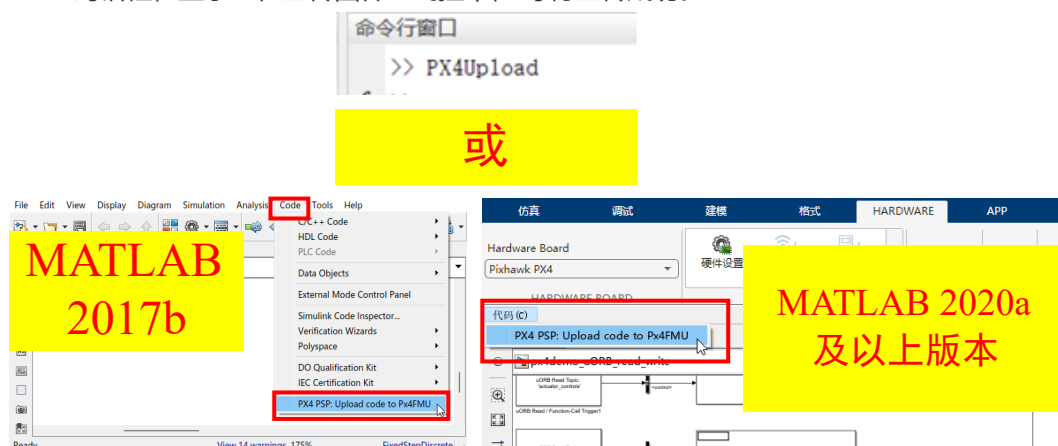 命令行窗口
>> PX4Upload
或
File Edit View Display Diagram Simulation Analysis Code Tools Help
C/C++ Code
HDL Code
PLC Code
Data Objects
External Mode Control Panel
Simulink Code Inspector...
Verification Wizards
Polyspace
DO Qualification Kit
IEC Certification Kit
PX4 PSP: Upload code to Px4FMU
MATLAB
2017b
Ready View 14 warnings 175% FixedStepDiscrete
仿真 调试 建模 格式 HARDWARE APP
Hardware Board
Pixhawk PX4
硬件设置
HARDWARE BOARD
代码(C)
PX4 PSP: Upload code to Px4FMU
px4demo_uORB_read_write
uORB Read Topic:
'actuator_controls'
<control>
uORB Read / Function-Call Trigger1
MATLAB 2020a
及以上版本